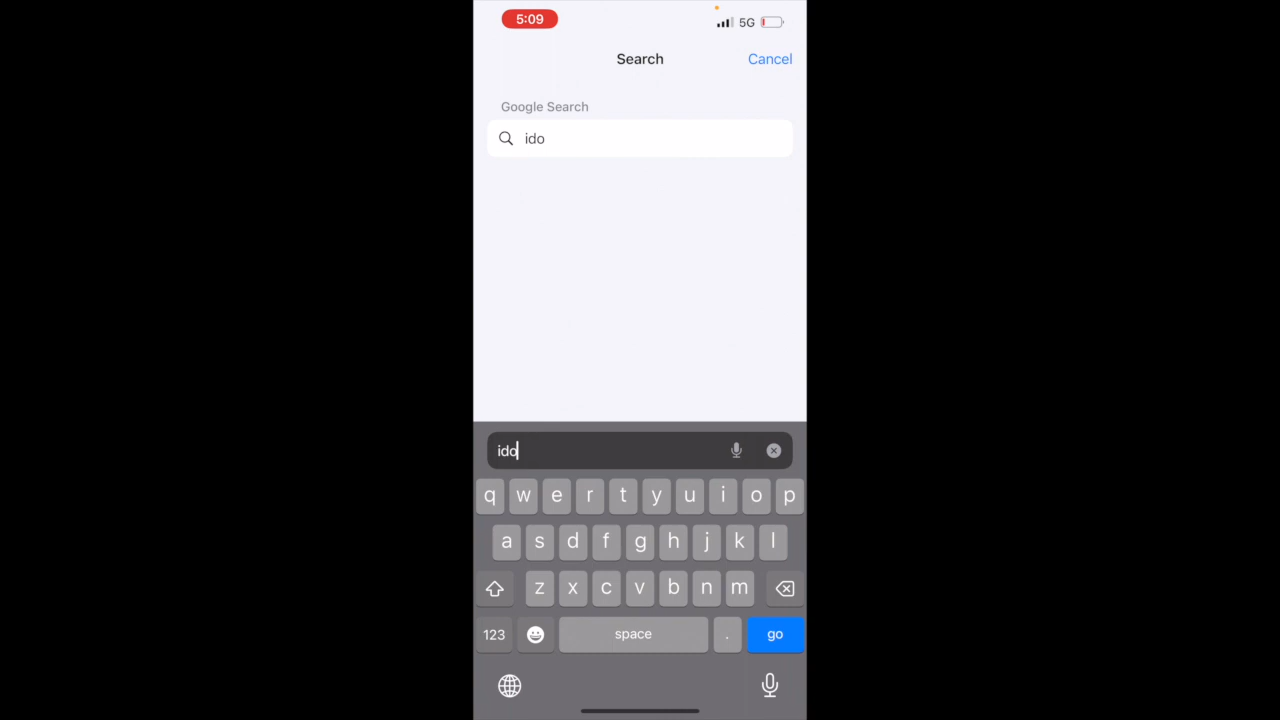 5:09
5G
Search
Cancel
Google Search
ido
ido
q w e r t y u i o p
a s d f g h j k l
z x c v b n m
123 space . go